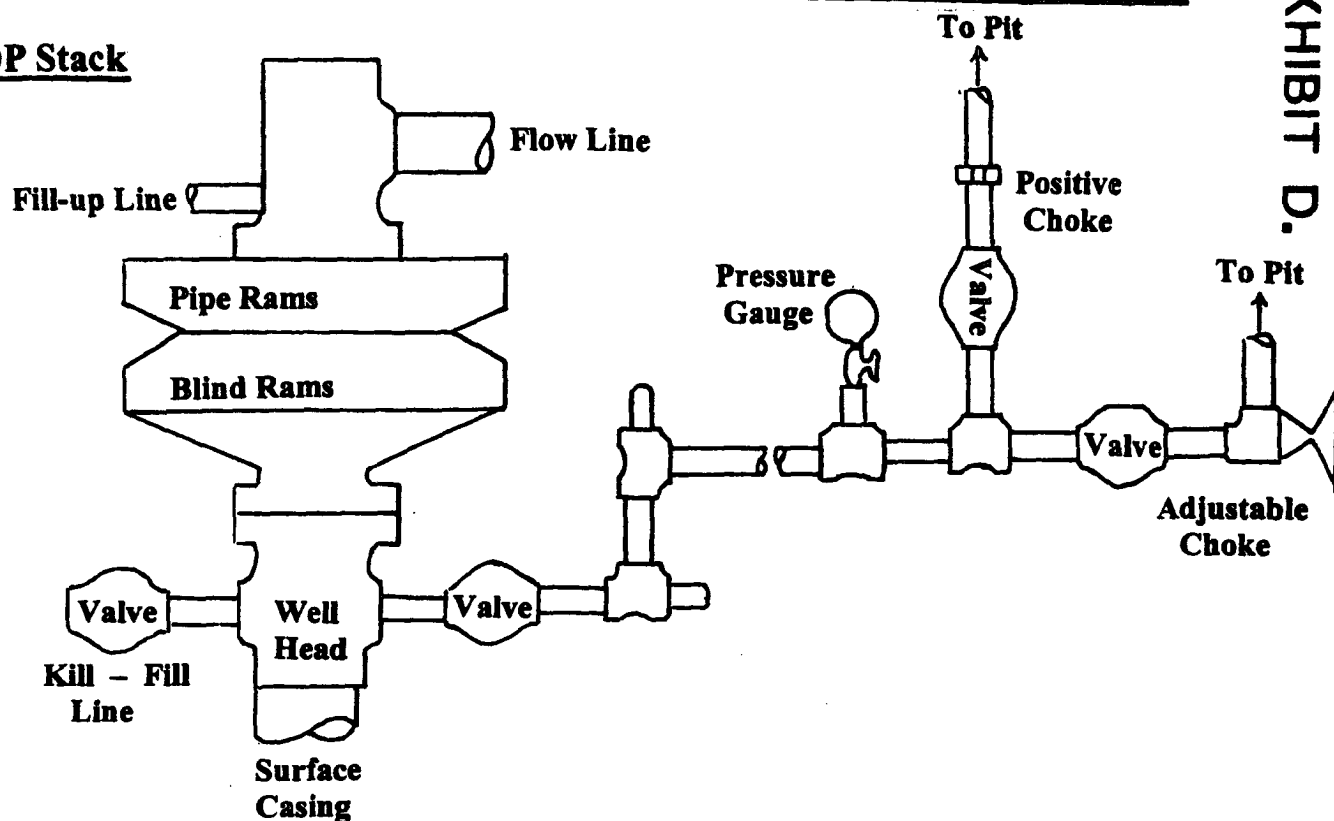 To Pit
Stack
Flow Line
Fill-up Line
Positive
Choke
Valve
To Pit
Pressure
Gauge
Pipe Rams
Blind Rams
Valve
Adjustable
Choke
Valve
Well
Head
Valve
Kill – Fill
Line
Surface
Casing
D.